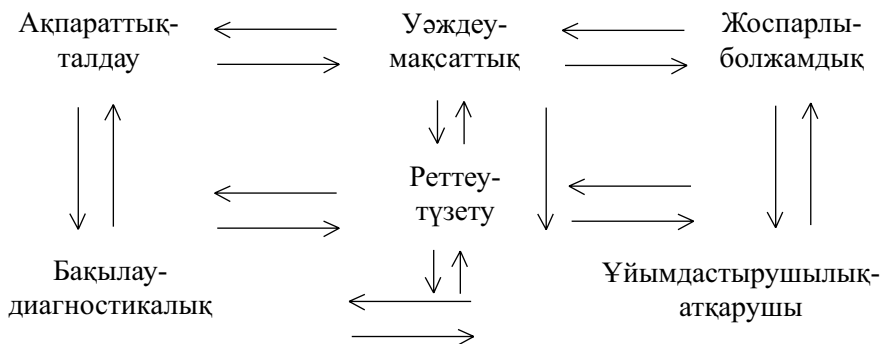 Ақпараттық-
талдау
Уәждеу-
мақсаттық
Жоспарлы-
болжамдық
Реттеу-
түзету
Бақылау-
диагностикалық
Ұйымдастырушылық-
атқарушы